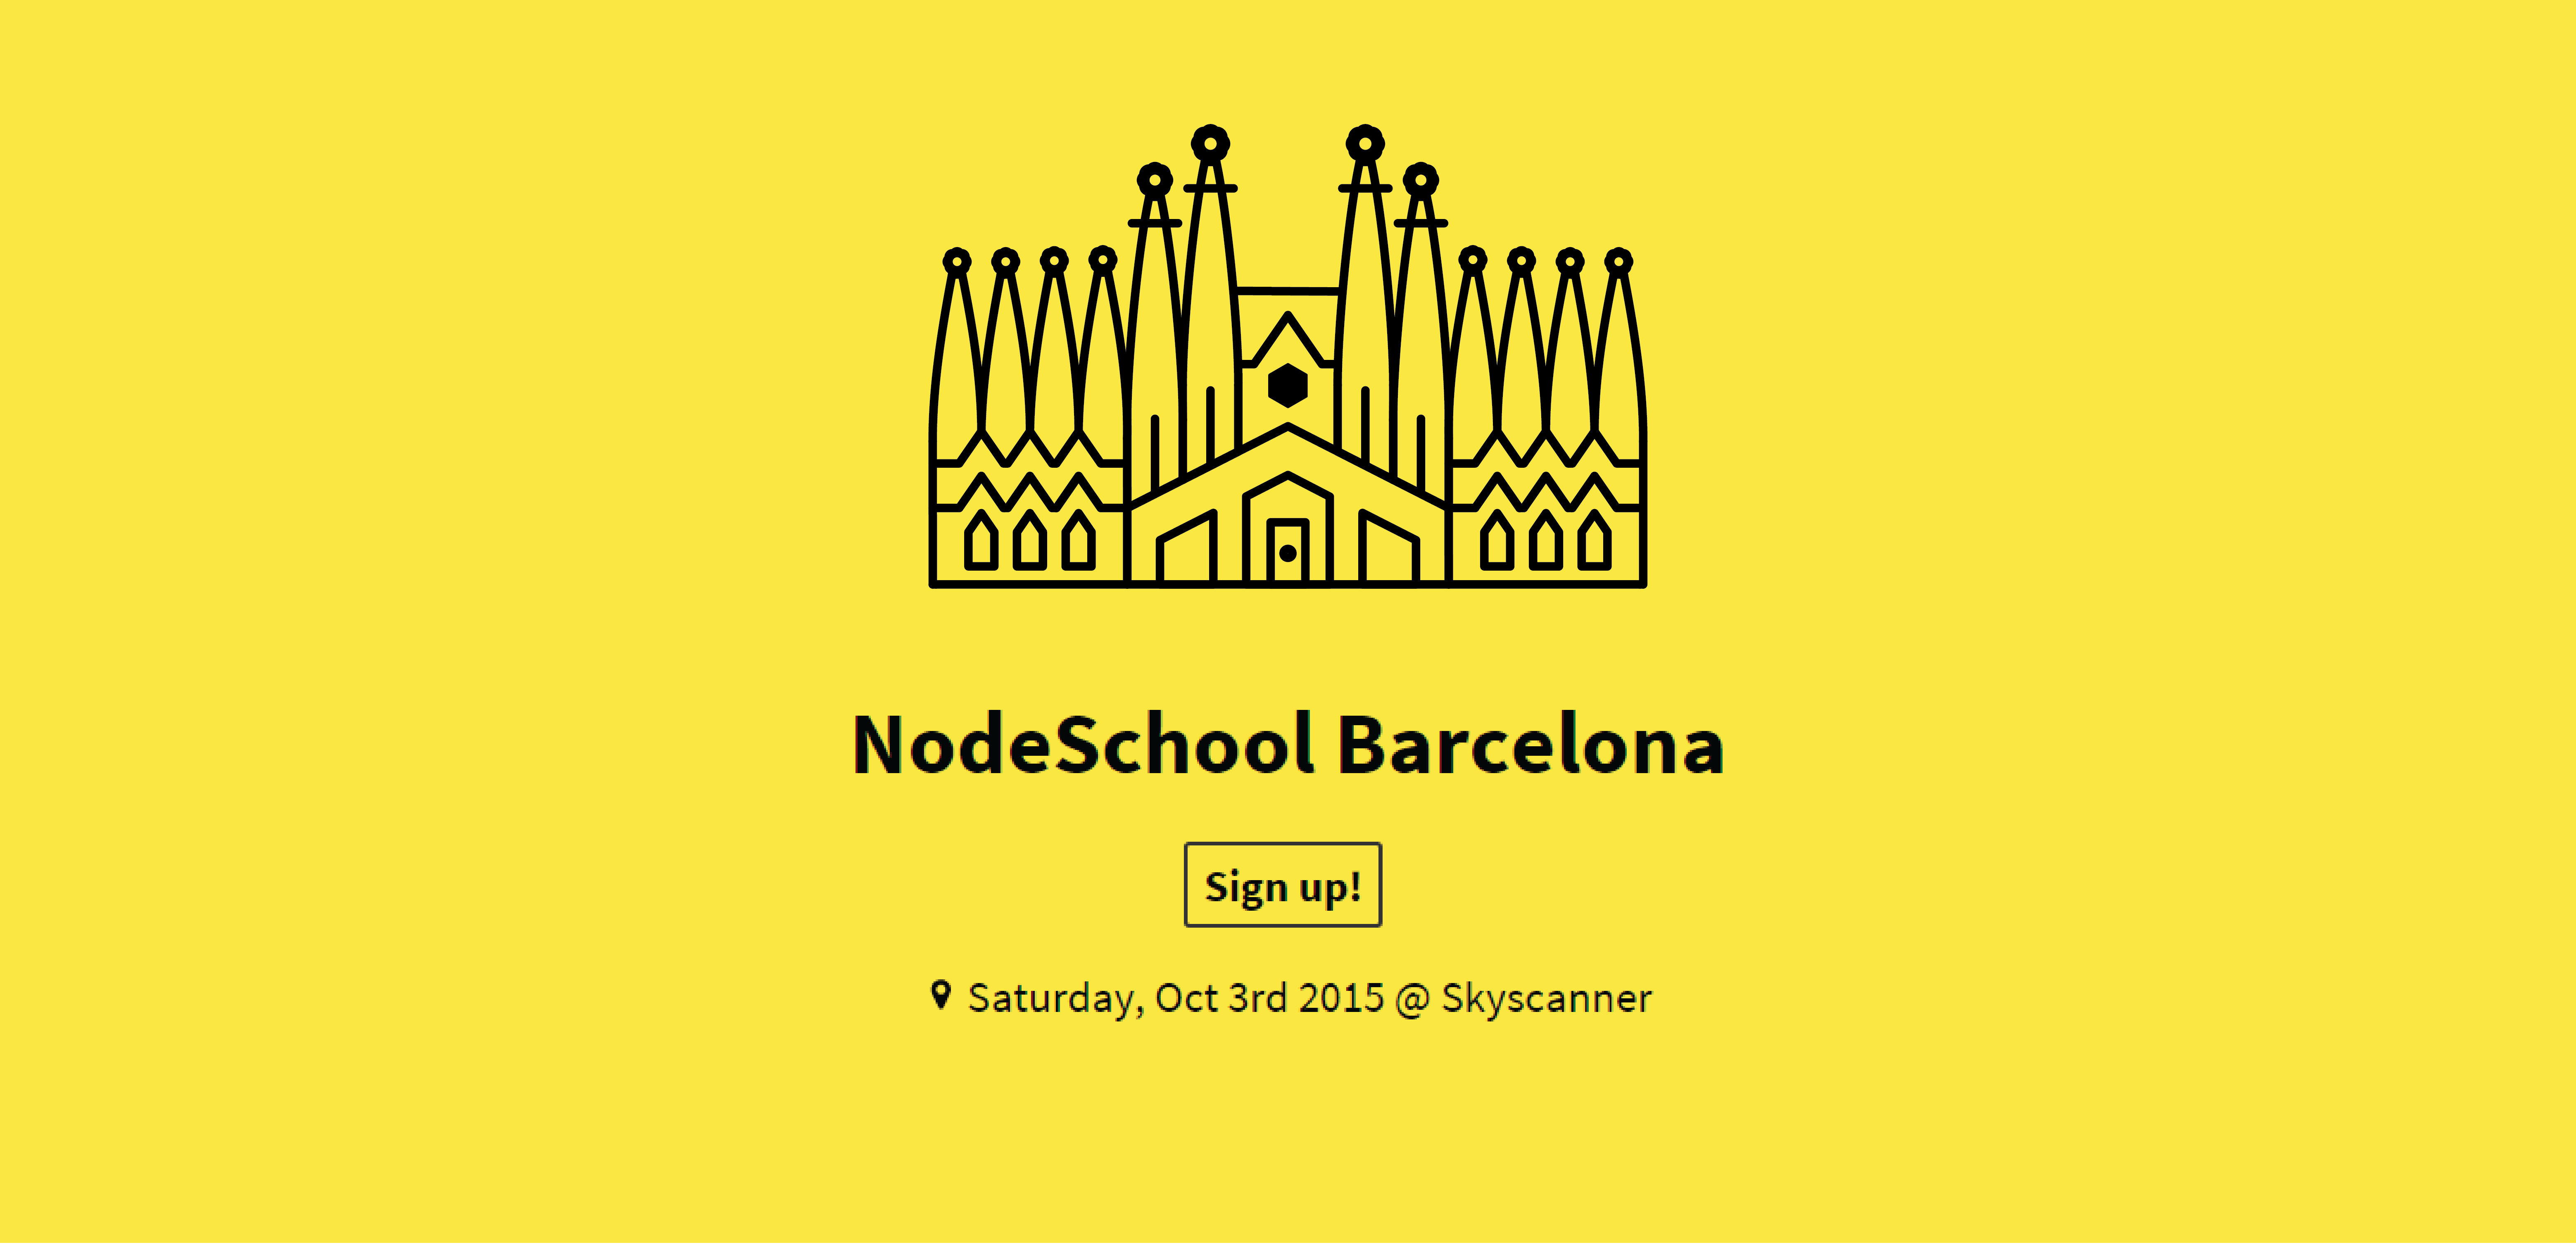 NodeSchool Barcelona
Sign up!
Saturday, Oct 3rd 2015 @ Skyscanner